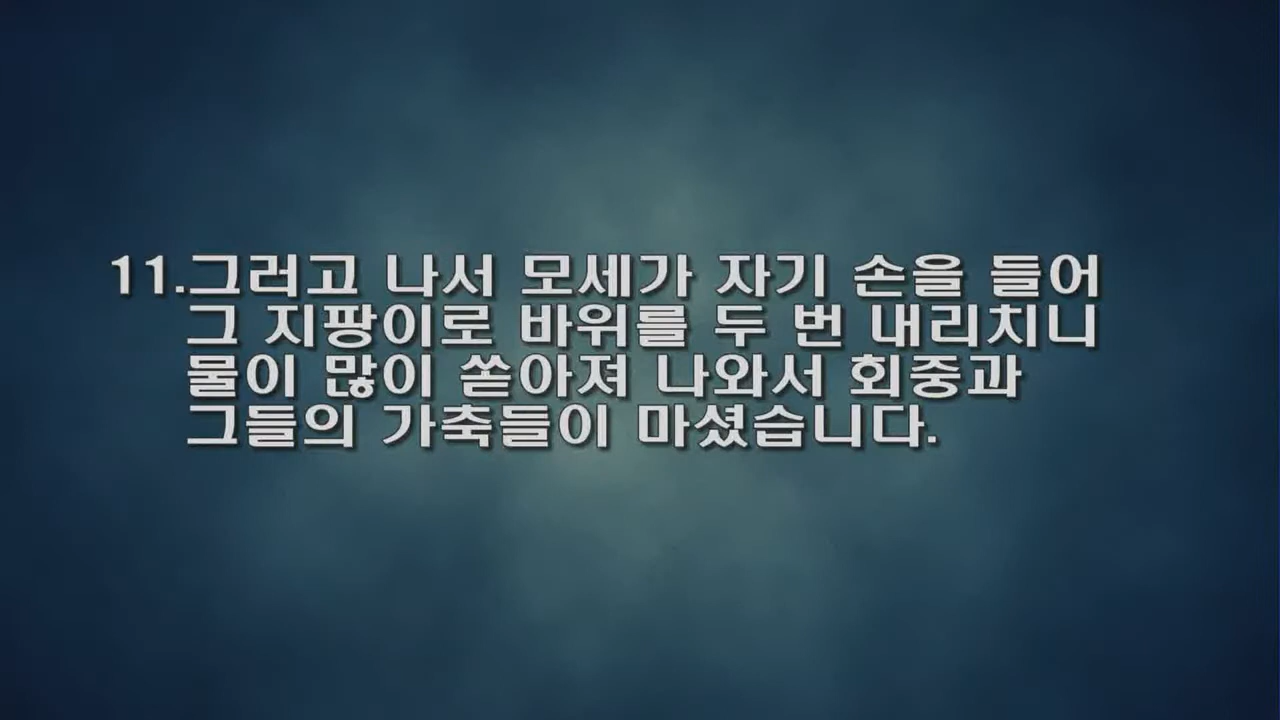 11.그러고 나서 모세가 자기 손을 들어
그 지팡이로 바위를 두 번 내리치니
물이 많이 쏟아져 나와서 회중과
그들의 가축들이 마셨습니다.